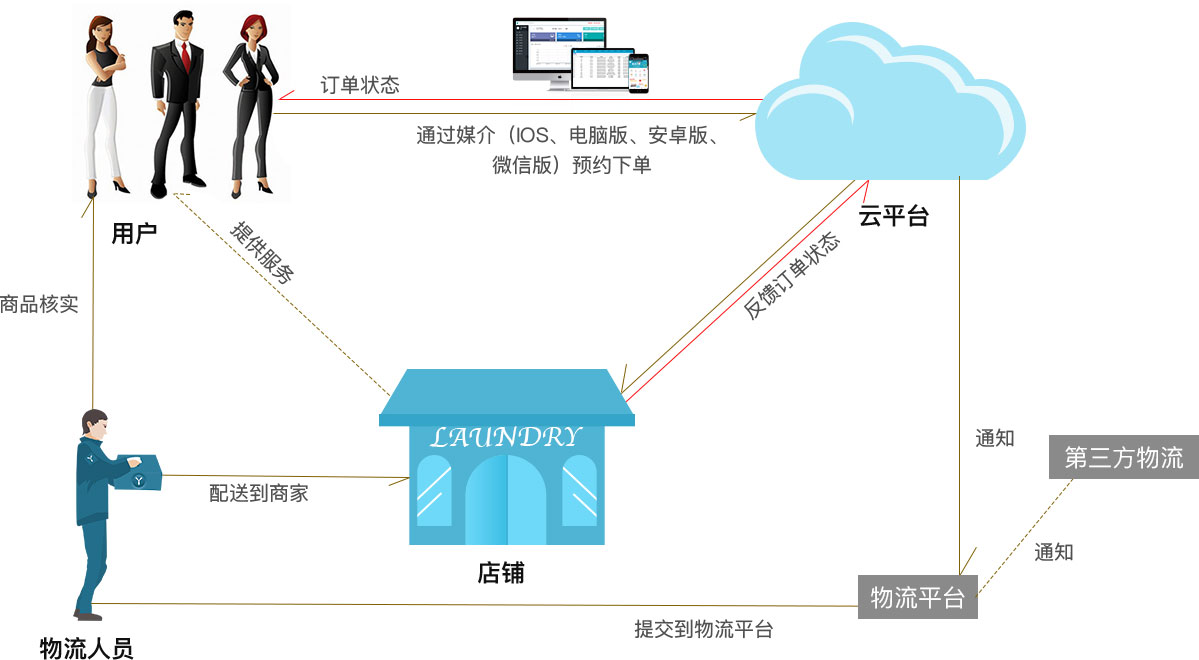 订单状态
通过媒介（IOS、电脑版、安卓版、
微信版）预约下单
用户
云平台
提供服务
反馈订单状态
商品核实
LAUNDRY
通知
第三方物流
配送到商家
通知
店铺
物流平台
提交到物流平台
物流人员